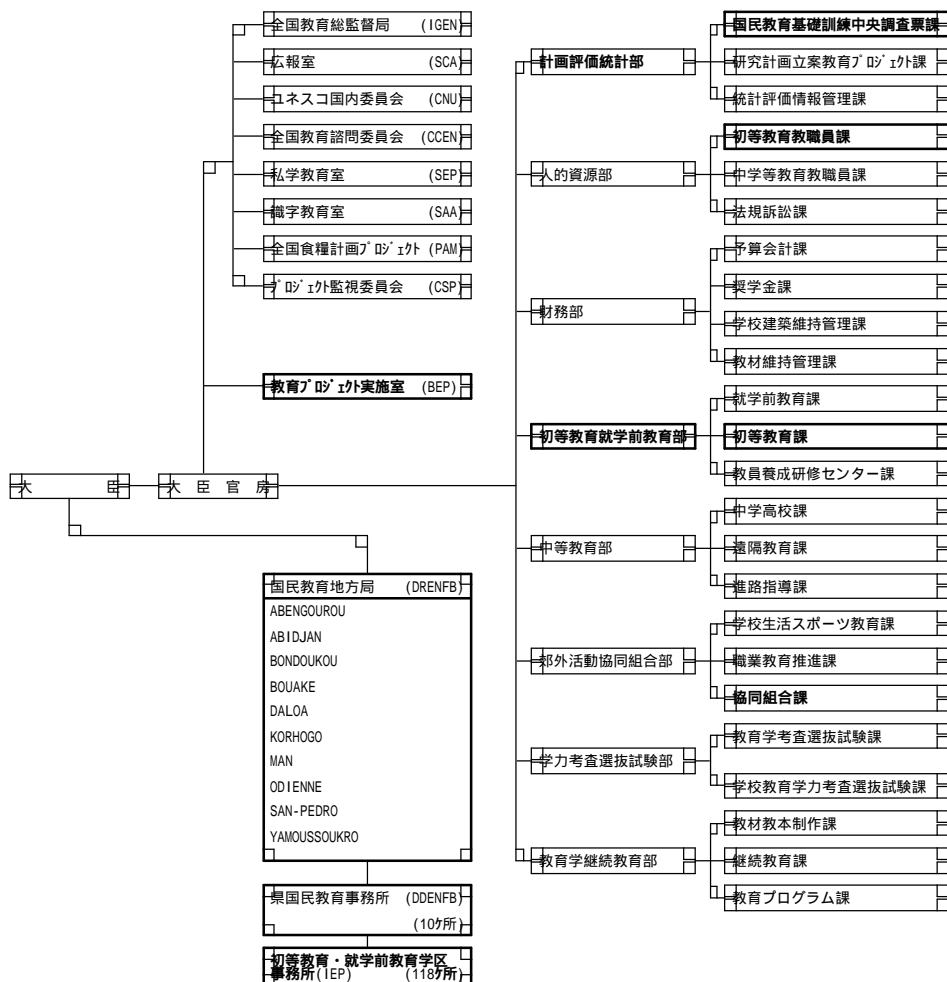 全国教育総監督局 (IGEN)
広報室 (SCA)
ユネスコ国内委員会 (CNU)
全国教育諮問委員会 (CCEN)
私学教育室 (SEP)
識字教育室 (SAA)
全国食糧計画プロジェクト (PAM)
プロジェクト監視委員会 (CSP)
教育プロジェクト実施室 (BEP)
大臣
大臣官房
国民教育地方局 (DRENFB)
ABENGOUROU
ABIDJAN
BONDOUKOU
BOUAKE
DALOA
KORHOGO
MAN
ODIENNE
SAN-PEDRO
YAMOUSSOUKRO
県国民教育事務所 (DDENFB)
(10ケ所)
初等教育・就学前教育学区
事務所(IEP) (118ケ所)
計画評価統計部
国民教育基礎訓練中央調査票課
研究計画立案教育プロジェクト課
統計評価情報管理課
人的資源部
初等教育教職員課
中学等教育教職員課
法規訴訟課
財務部
予算会計課
奨学金課
学校建築維持管理課
教材維持管理課
初等教育就学前教育部
就学前教育課
初等教育課
教員養成研修センター課
中等教育部
中学高校課
遠隔教育課
進路指導課
郊外活動協同組合部
学校生活スポーツ教育課
職業教育推進課
協同組合課
学力考査選抜試験部
教育学考査選抜試験課
学校教育学力考査選抜試験課
教育学継続教育部
教材教本制作課
継続教育課
教育プログラム課